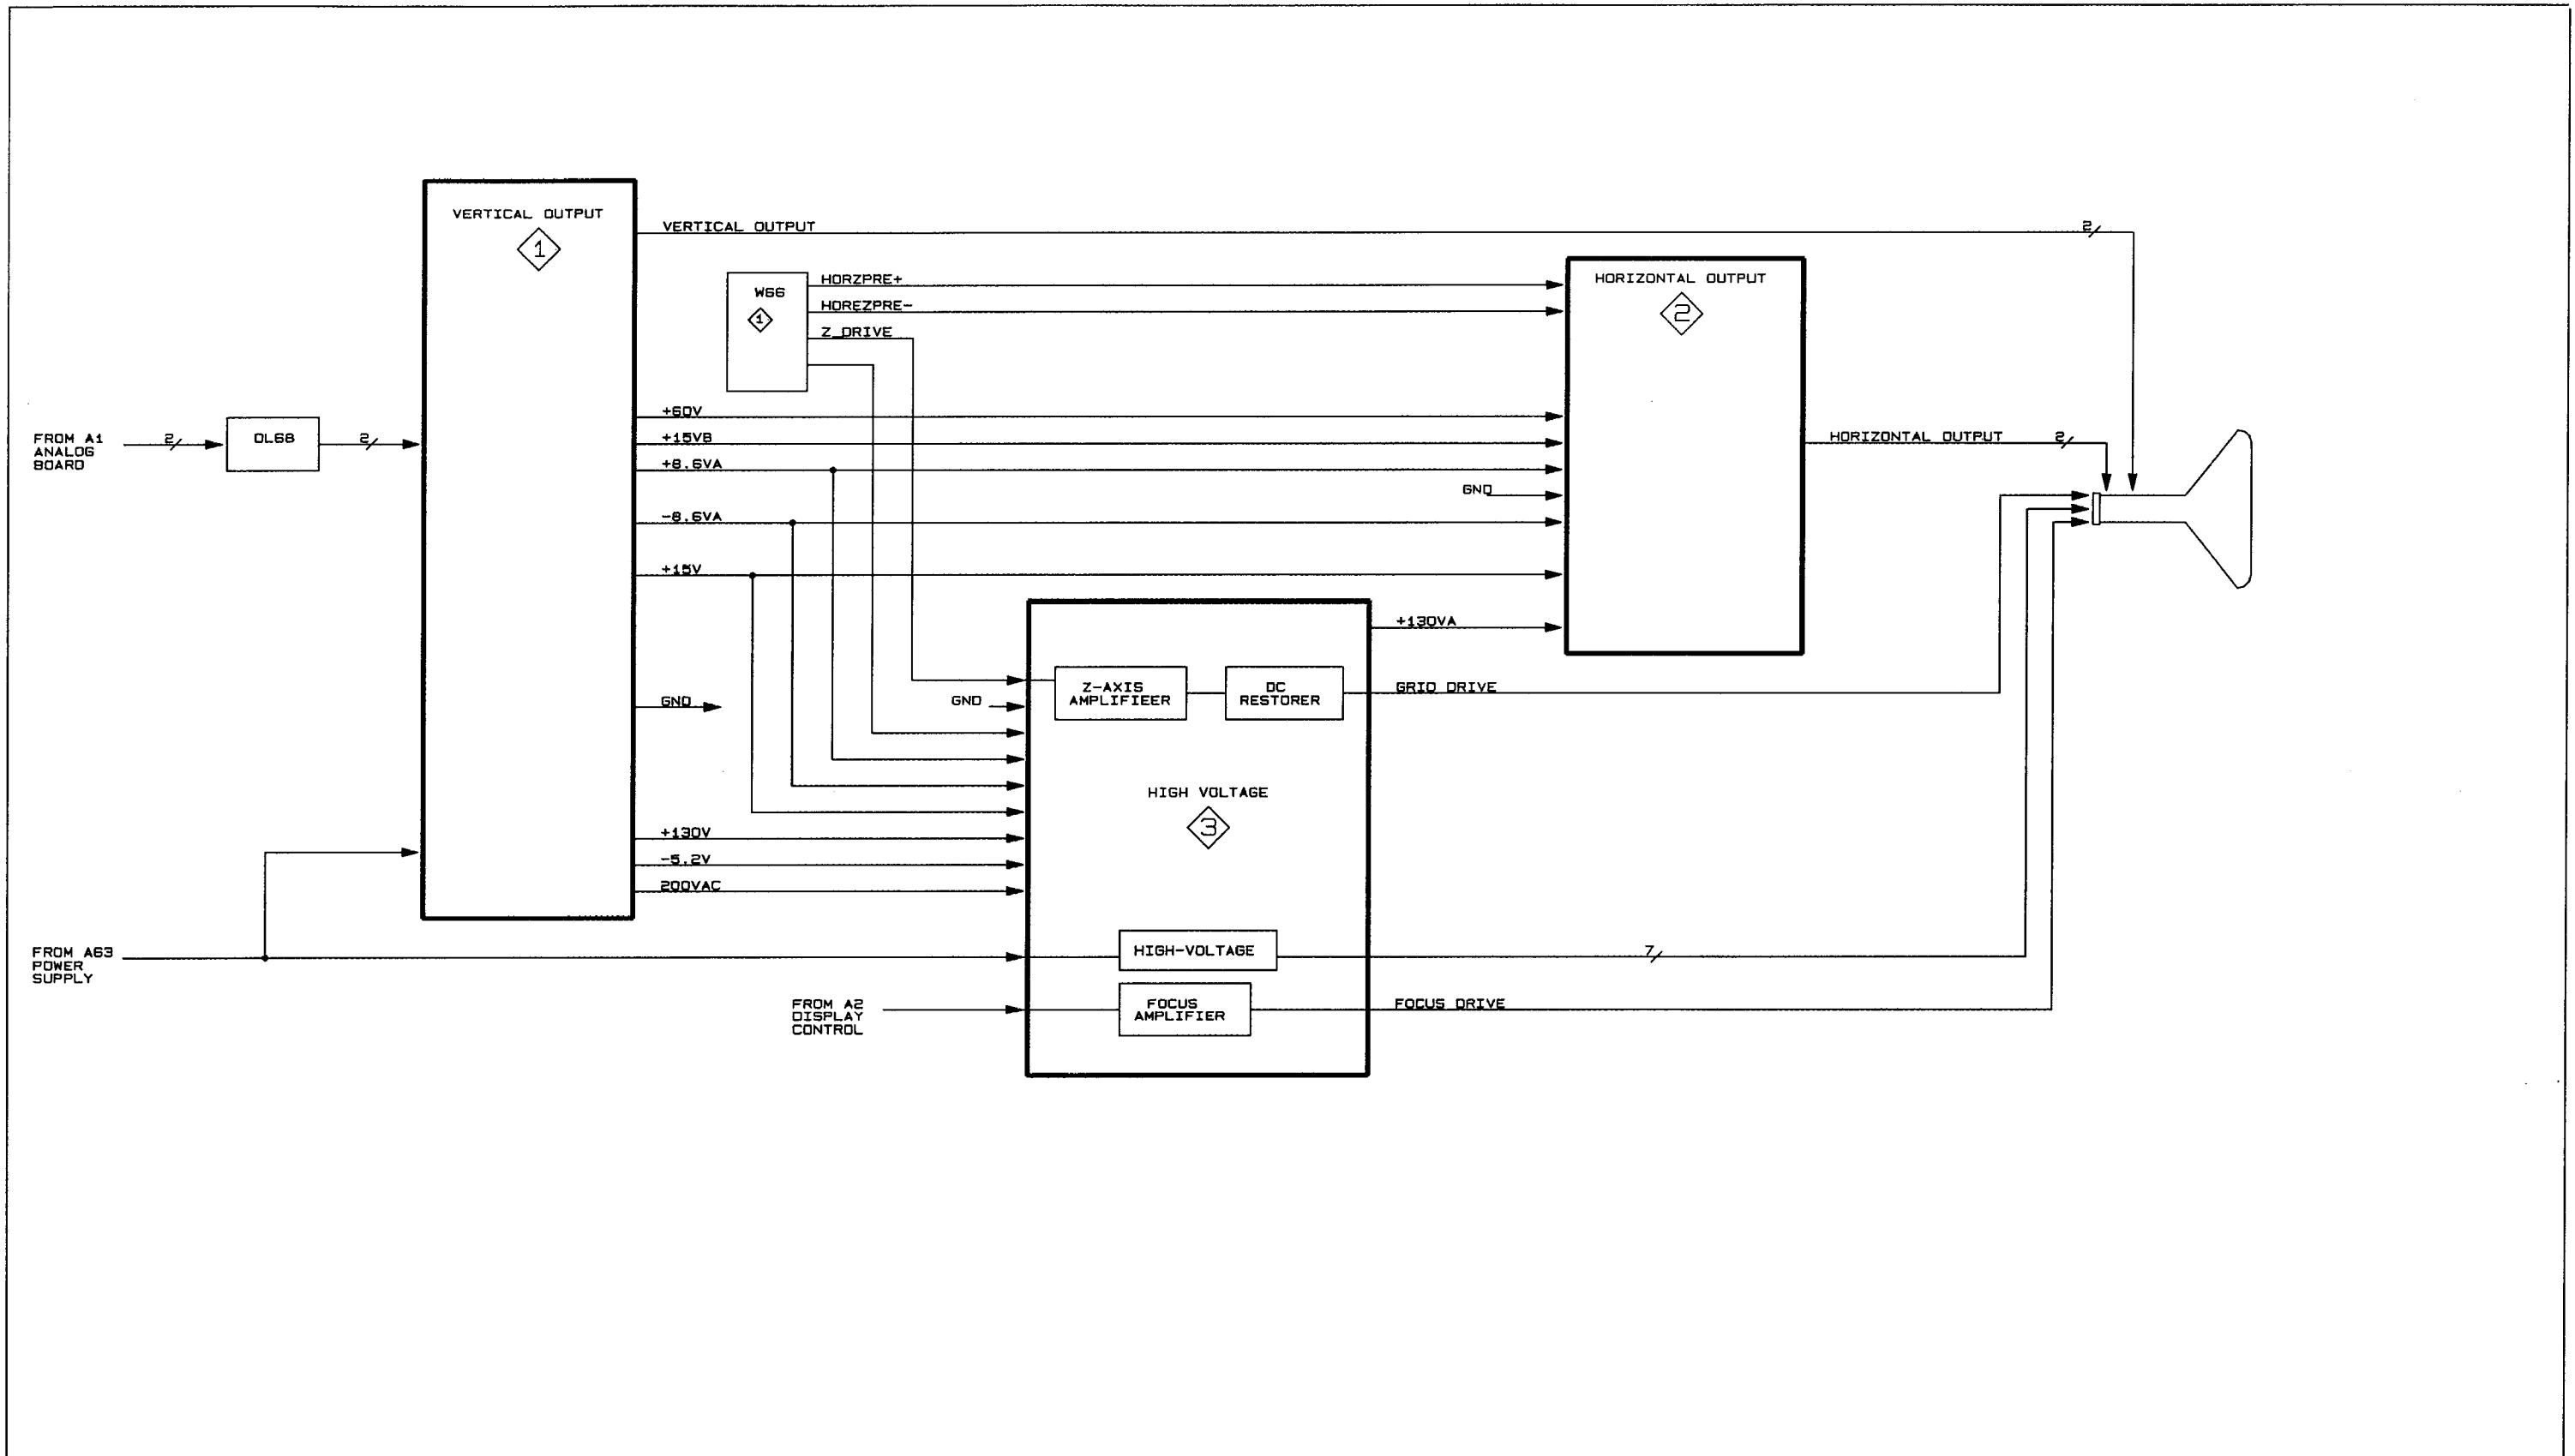 VERTICAL OUTPUT
1
VERTICAL OUTPUT
2
W66
1
HORZPRE+
HOREZPRE-
Z_DRIVE
HORIZONTAL OUTPUT
2
+60V
+15VB
+8.6VA
GND
-8.6VA
+15V
FROM A1
ANALOG
BOARD
2
DL68
2
HORIZONTAL OUTPUT
2
+130VA
GND
GND
Z-AXIS
AMPLIFIEER
DC
RESTORER
GRID DRIVE
HIGH VOLTAGE
3
+130V
-5.2V
200VAC
FROM A63
POWER
SUPPLY
HIGH-VOLTAGE
7
FROM A2
DISPLAY
CONTROL
FOCUS
AMPLIFIER
FOCUS DRIVE